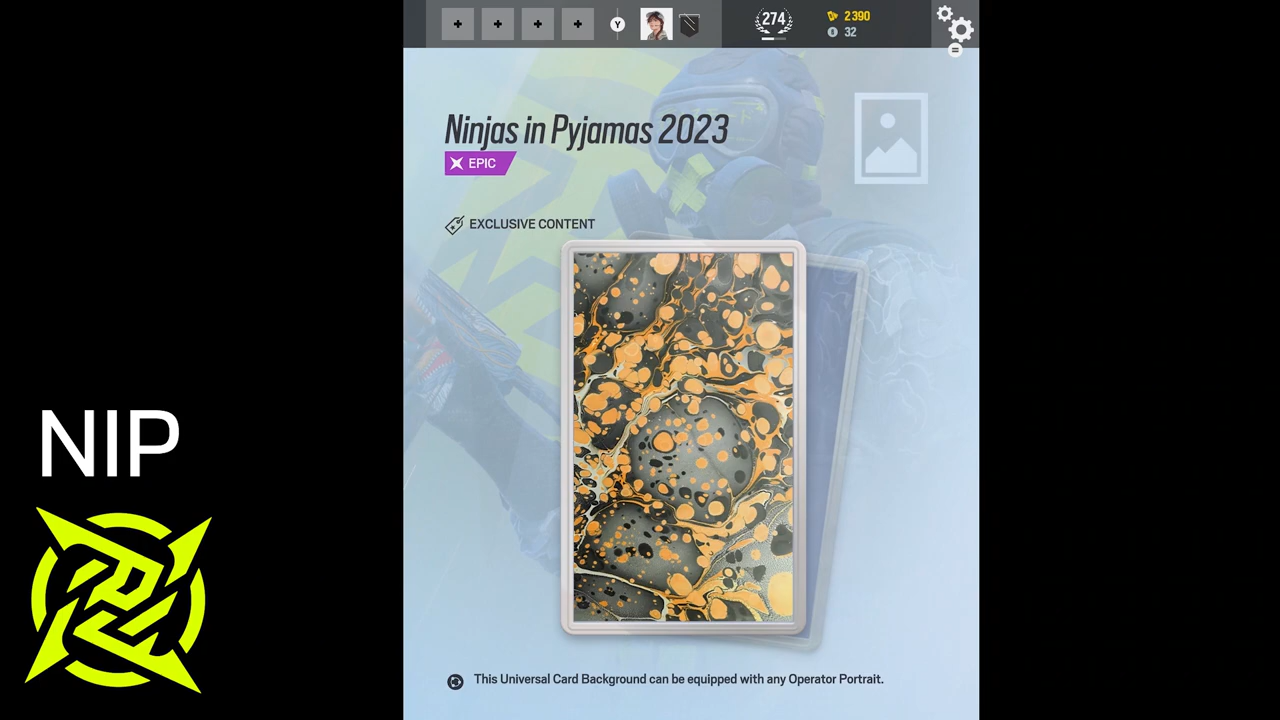 Y
274
2 390
32
Ninjas in Pyjamas 2023
EPIC
EXCLUSIVE CONTENT
NIP
This Universal Card Background can be equipped with any Operator Portrait.